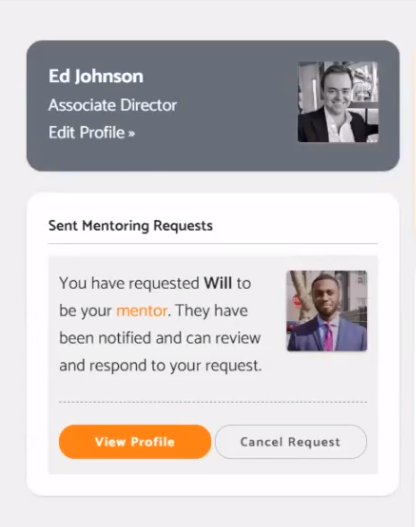 Ed Johnson
Associate Director
Edit Profile »
Sent Mentoring Requests
You have requested Will to
be your mentor. They have
been notified and can review
and respond to your request.
View Profile
Cancel Request